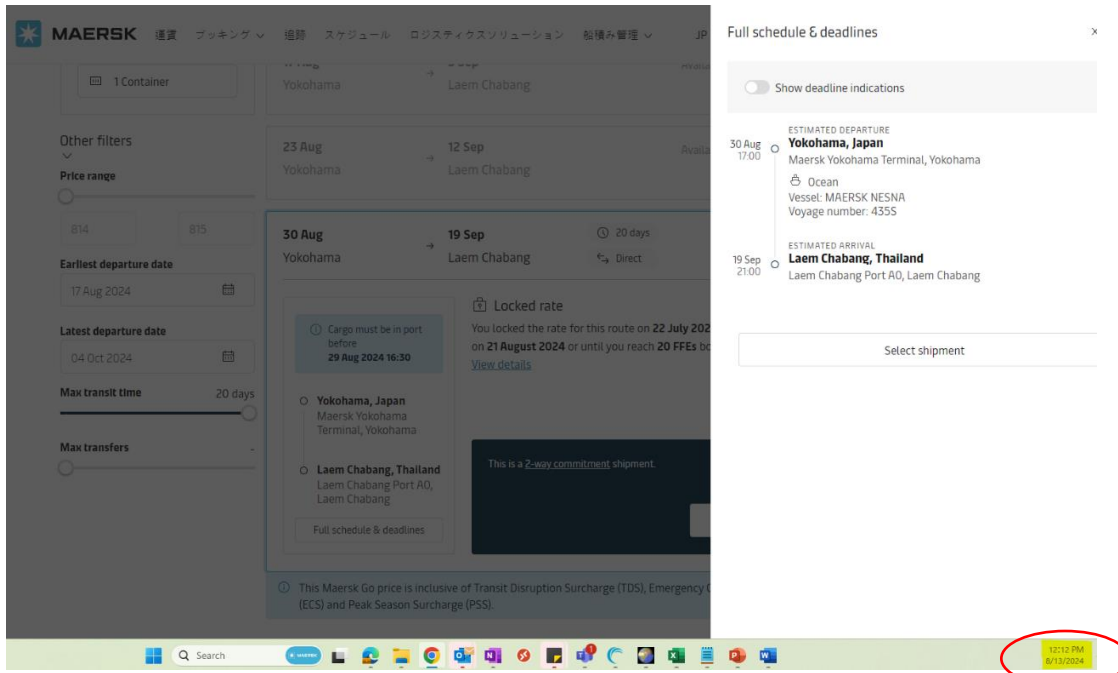 MAERSK 運賃 ブッキング 追跡 スケジュール ロジスティクスソリューション 船積み管理 JP
1 Container
Yokohama
Laem Chabang
Other filters
Price range
814 815
Earliest departure date
17 Aug 2024
Latest departure date
04 Oct 2024
Max transit time 20 days
Max transfers -
23 Aug 12 Sep
Yokohama Laem Chabang
30 Aug → 19 Sep 20 days
Yokohama Laem Chabang Direct
Cargo must be in port
before
29 Aug 2024 16:30
Yokohama, Japan
Maersk Yokohama
Terminal, Yokohama
Laem Chabang, Thailand
Laem Chabang Port A0,
Laem Chabang
Full schedule & deadlines
Locked rate
You locked the rate for this route on 22 July 202
on 21 August 2024 or until you reach 20 FFEs bo
View details
This is a 2-way commitment shipment.
This Maersk Go price is inclusive of Transit Disruption Surcharge (TDS), Emergency
(ECS) and Peak Season Surcharge (PSS).
Full schedule & deadlines ×
Show deadline indications
ESTIMATED DEPARTURE
30 Aug Yokohama, Japan
17:00 Maersk Yokohama Terminal, Yokohama
Ocean
Vessel: MAERSK NESNA
Voyage number: 435S
ESTIMATED ARRIVAL
19 Sep Laem Chabang, Thailand
21:00 Laem Chabang Port A0, Laem Chabang
Select shipment
Search
12:12 PM
8/13/2024